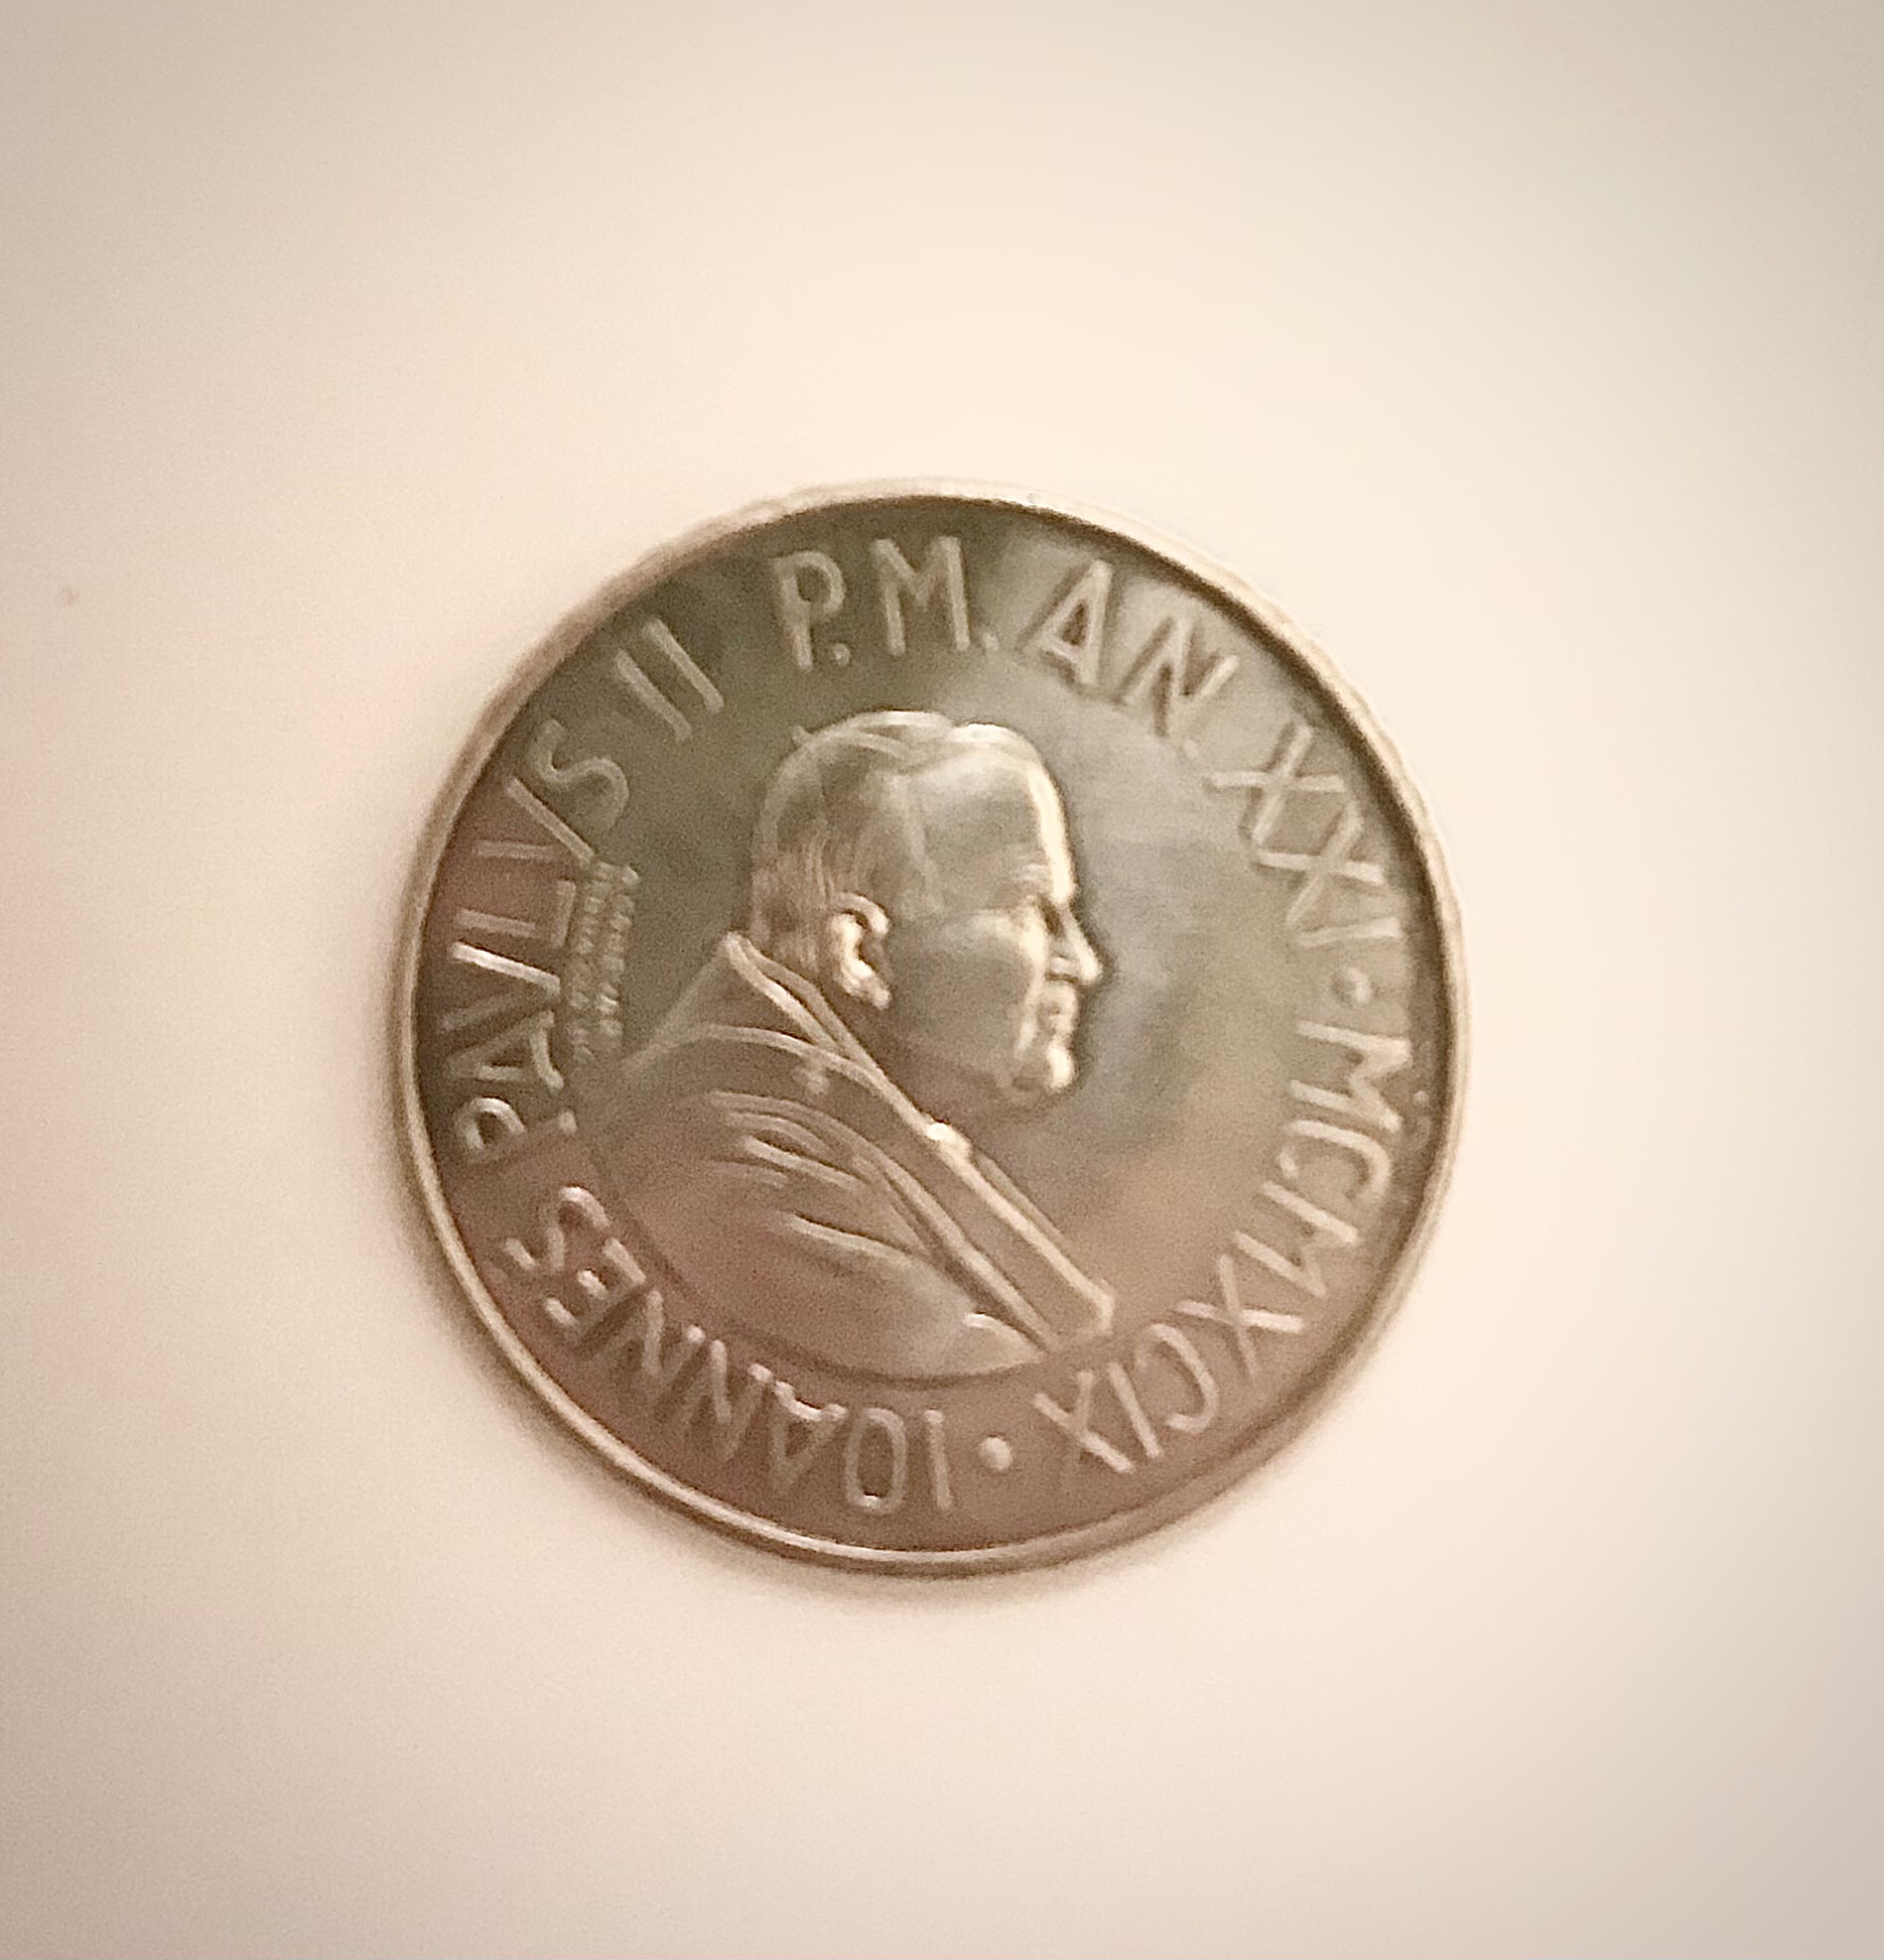 IOANNES PAVLVS II P.M. AN. XXI • MCMXCIX •